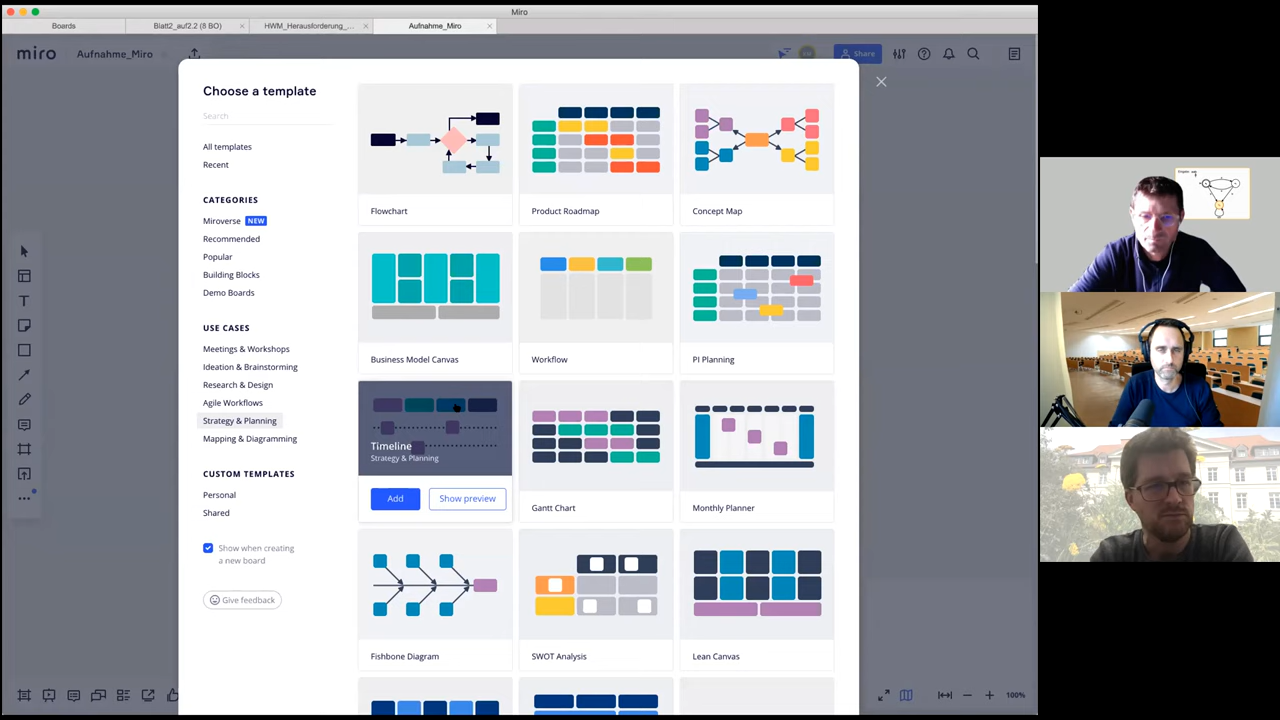 Miro
Boards
Blatt2_auf2.2 (8 BO)
HWM_Herausforderung_...
Aufnahme_Miro
miro
Aufnahme_Miro
Share
Choose a template
Search
All templates
Recent
CATEGORIES
Miroverse NEW
Recommended
Popular
Building Blocks
Demo Boards
USE CASES
Meetings & Workshops
Ideation & Brainstorming
Research & Design
Agile Workflows
Strategy & Planning
Mapping & Diagramming
CUSTOM TEMPLATES
Personal
Shared
Show when creating
a new board
Give feedback
Flowchart
Product Roadmap
Concept Map
Business Model Canvas
Workflow
PI Planning
Timeline
Strategy & Planning
Add
Show preview
Gantt Chart
Monthly Planner
Fishbone Diagram
SWOT Analysis
Lean Canvas
100%